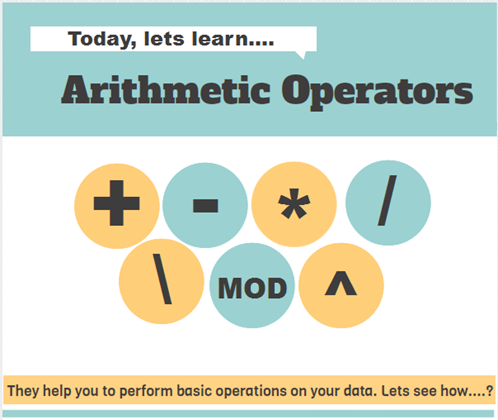 Today, lets learn....
Arithmetic Operators
+ - * /
\ MOD ^
They help you to perform basic operations on your data. Lets see how....?